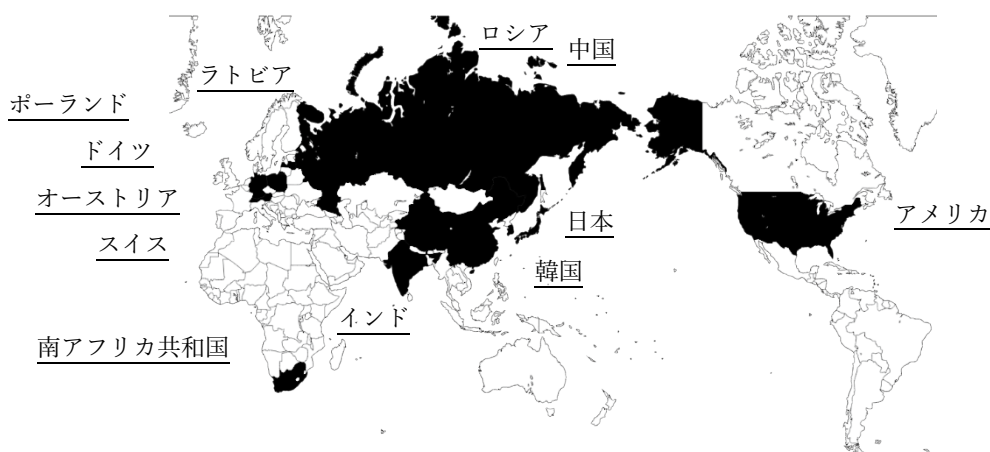 ロシア
中国
ラトビア
ポーランド
ドイツ
オーストリア
アメリカ
日本
スイス
韓国
インド
南アフリカ共和国